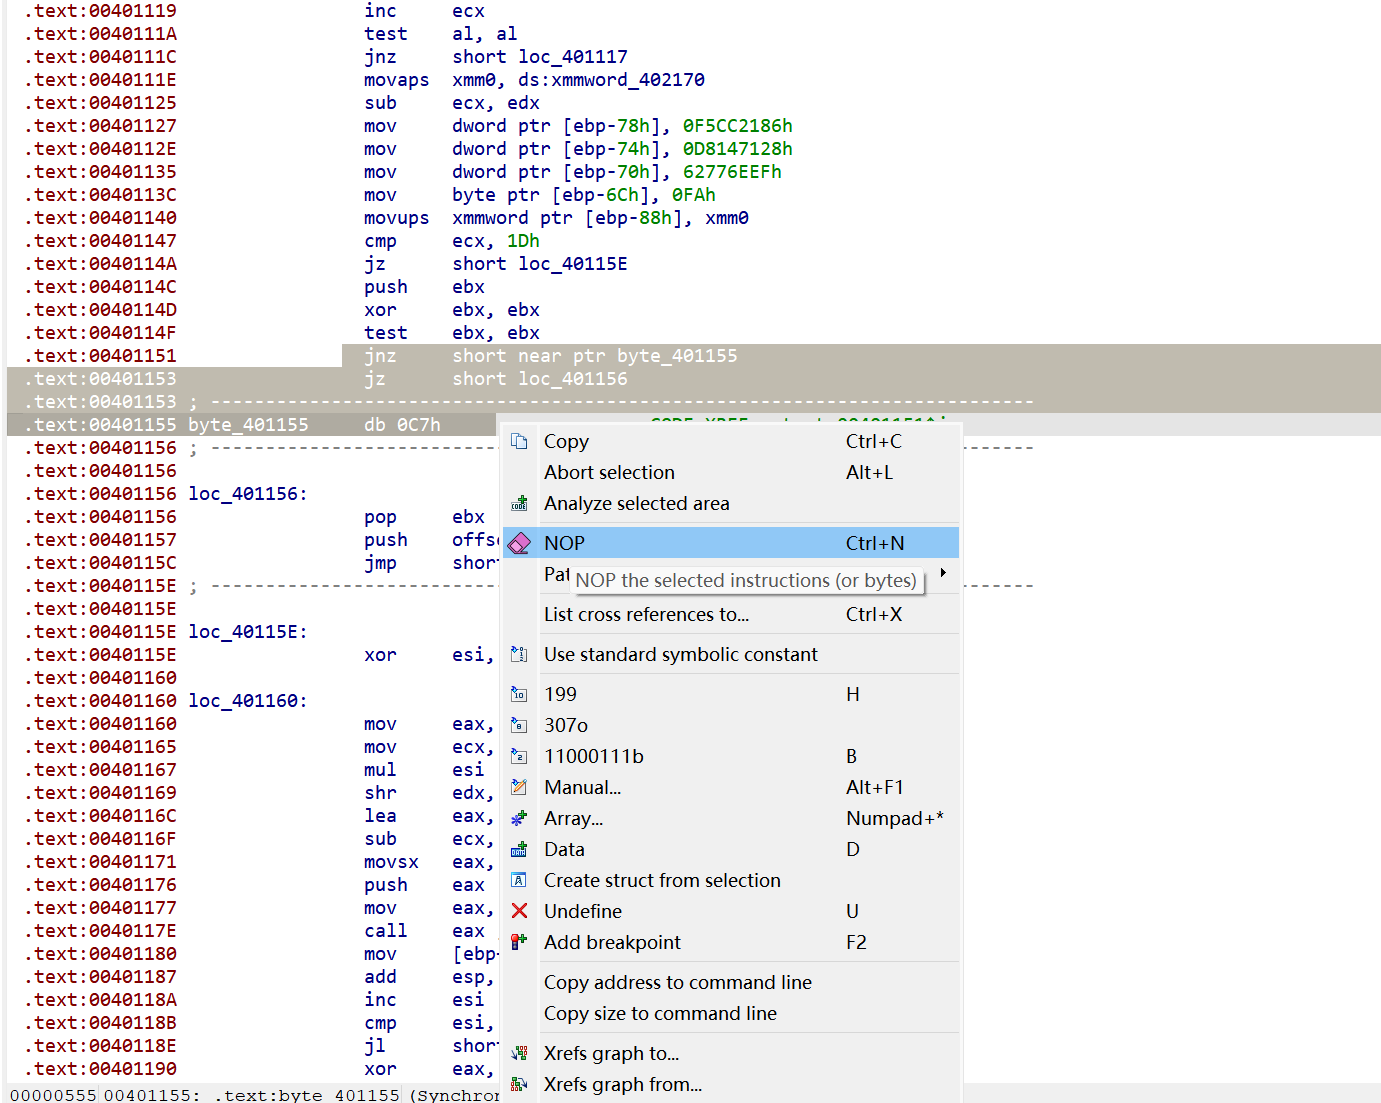 .text:00401119 inc ecx
.text:0040111A test al, al
.text:0040111C jnz short loc_401117
.text:0040111E movaps xmm0, ds:xmmword_402170
.text:00401125 sub ecx, edx
.text:00401127 mov dword ptr [ebp-78h], 0F5CC2186h
.text:0040112E mov dword ptr [ebp-74h], 0D8147128h
.text:00401135 mov dword ptr [ebp-70h], 62776EEFh
.text:0040113C mov byte ptr [ebp-6Ch], 0FAh
.text:00401140 movups xmmword ptr [ebp-88h], xmm0
.text:00401147 cmp ecx, 1Dh
.text:0040114A jz short loc_40115E
.text:0040114C push ebx
.text:0040114D xor ebx, ebx
.text:0040114F test ebx, ebx
.text:00401151 jnz short near ptr byte_401155
.text:00401153 jz short loc_401156
.text:00401153 ; ---------------------------------------------------------------------------
.text:00401155 byte_401155 db 0C7h
.text:00401156 ; ---------------------------------------------------------------------------
.text:00401156
.text:00401156 loc_401156:
.text:00401156 pop ebx
.text:00401157 push offs
.text:0040115C jmp shor
.text:0040115E ; ---------------------------------------------------------------------------
.text:0040115E
.text:0040115E loc_40115E:
.text:0040115E xor esi,
.text:00401160
.text:00401160 loc_401160:
.text:00401160 mov eax,
.text:00401165 mov ecx,
.text:00401167 mul esi
.text:00401169 shr edx,
.text:0040116C lea eax,
.text:0040116F sub ecx,
.text:00401171 movsx eax,
.text:00401176 push eax
.text:00401177 mov eax,
.text:0040117E call eax
.text:00401180 mov [ebp-
.text:00401187 add esp,
.text:0040118A inc esi
.text:0040118B cmp esi,
.text:0040118E jl shor
.text:00401190 xor eax,
Copy Ctrl+C
Abort selection Alt+L
Analyze selected area
NOP Ctrl+N
Pat
NOP the selected instructions (or bytes)
List cross references to... Ctrl+X
Use standard symbolic constant
199 H
307o
11000111b B
Manual... Alt+F1
Array... Numpad+*
Data D
Create struct from selection
Undefine U
Add breakpoint F2
Copy address to command line
Copy size to command line
Xrefs graph to...
Xrefs graph from...
00000555 00401155: .text:byte_401155 (Synchron